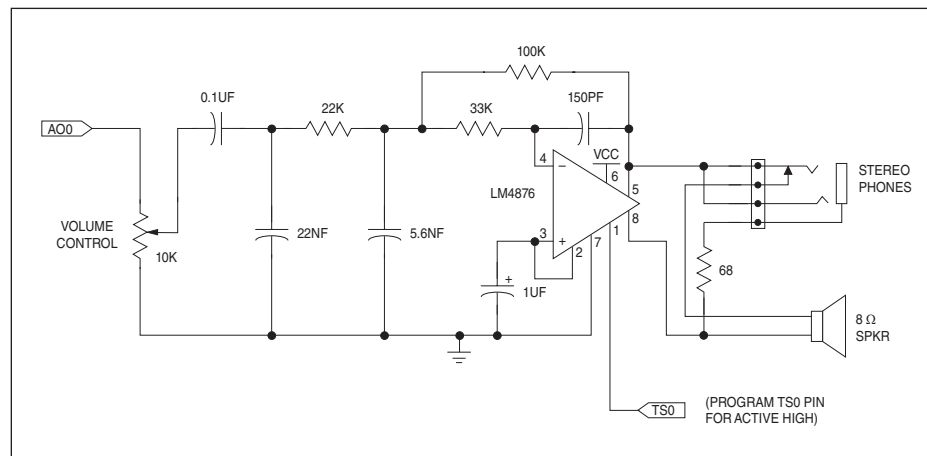 100K
0.1UF
22K
33K
150PF
AO0
4
–
VCC
6
LM4876
5
8
STEREO
PHONES
VOLUME
CONTROL
10K
22NF
5.6NF
3
+
2
7
1
+
1UF
68
8 Ω
SPKR
TS0
(PROGRAM TS0 PIN
FOR ACTIVE HIGH)